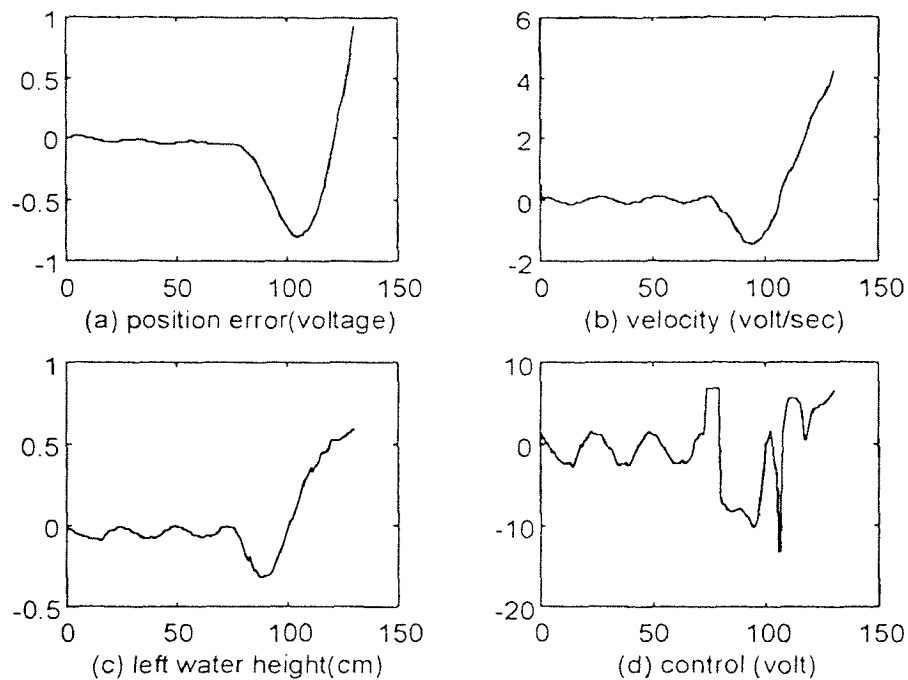 1
0.5
0
-0.5
-1
0 50 100 150
(a) position error(voltage)
6
4
2
0
-2
0 50 100 150
(b) velocity (volt/sec)
1
0.5
0
-0.5
0 50 100 150
(c) left water height(cm)
10
0
-10
-20
0 50 100 150
(d) control (volt)